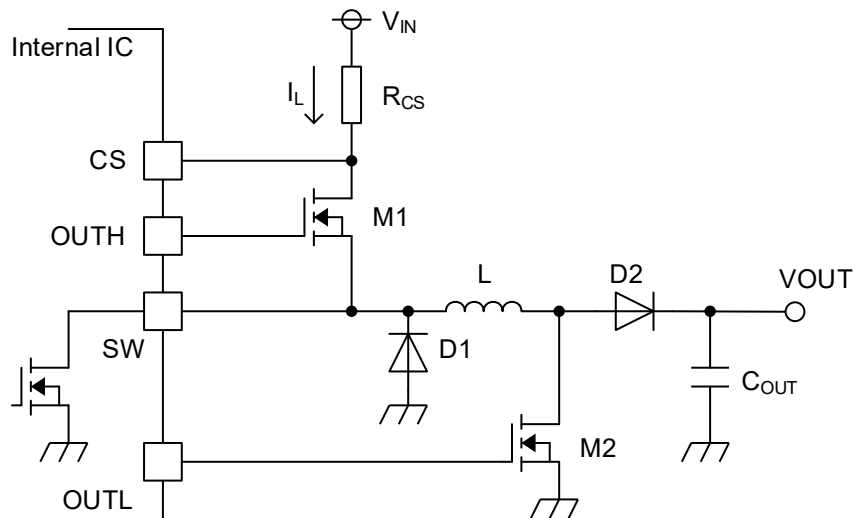 V_IN
Internal IC
I_L
R_CS
CS
M1
OUTH
L
D2
VOUT
SW
D1
C_OUT
M2
OUTL